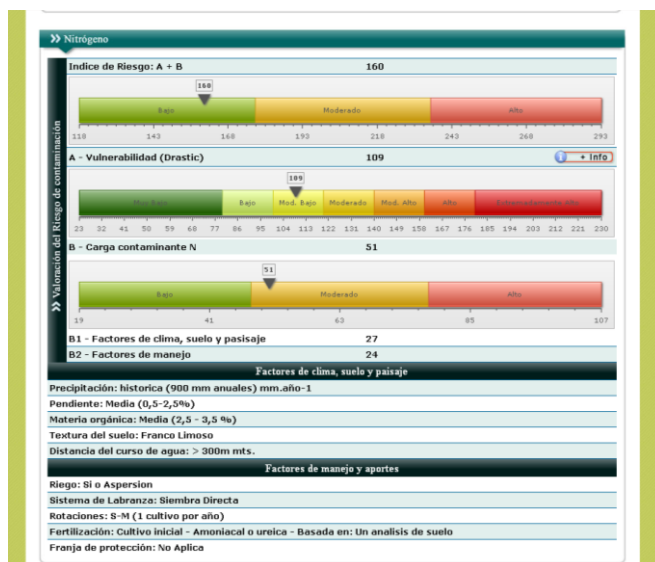 Nitrógeno
Indice de Riesgo: A + B 160
160
Bajo Moderado Alto
118 143 168 193 218 243 268 293
A - Vulnerabilidad (Drastic) 109 + Info
109
Muy Bajo Bajo Mod. Bajo Moderado Mod. Alto Alto Extremadamente Alto
23 32 41 50 59 68 77 86 95 104 113 122 131 140 149 158 167 176 185 194 203 212 221 230
B - Carga contaminante N 51
51
Bajo Moderado Alto
19 41 63 85 107
B1 - Factores de clima, suelo y pasisaje 27
B2 - Factores de manejo 24
Valoración del Riesgo de contaminación
Factores de clima, suelo y paisaje
Precipitación: historica (900 mm anuales) mm.año-1
Pendiente: Media (0,5-2,5%)
Materia orgánica: Media (2,5 - 3,5 %)
Textura del suelo: Franco Limoso
Distancia del curso de agua: > 300m mts.
Factores de manejo y aportes
Riego: Si o Aspersion
Sistema de Labranza: Siembra Directa
Rotaciones: S-M (1 cultivo por año)
Fertilización: Cultivo inicial - Amoniacal o ureica - Basada en: Un analisis de suelo
Franja de protección: No Aplica